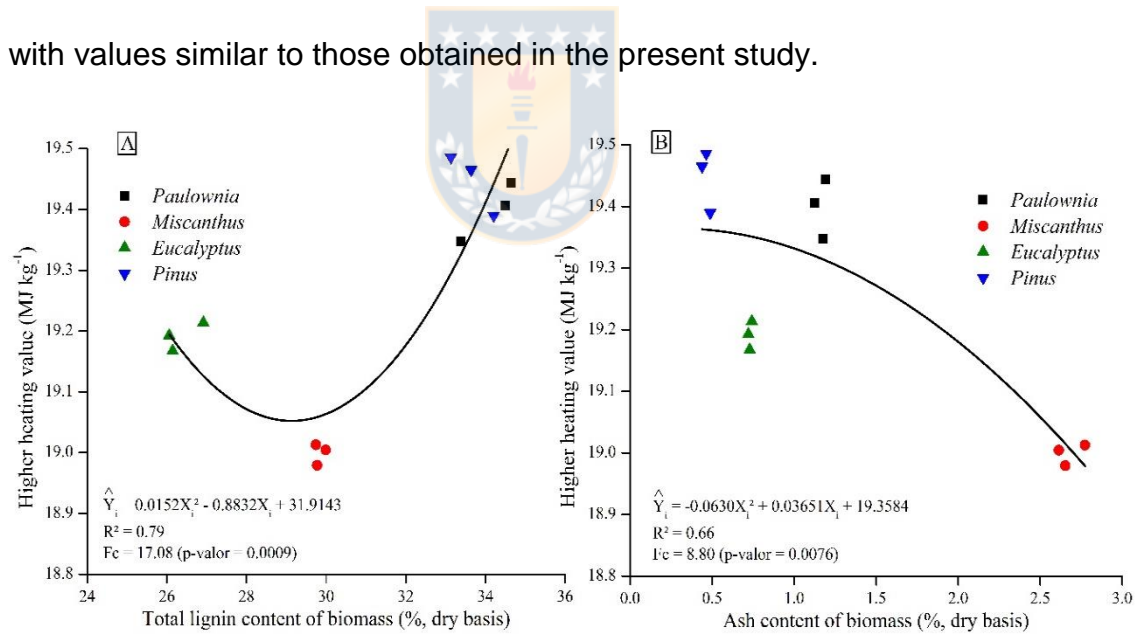 with values similar to those obtained in the present study.
A
Higher heating value (MJ kg⁻¹)
19.5
19.4
19.3
19.2
19.1
19.0
18.9
18.8
Paulownia
Miscanthus
Eucalyptus
Pinus
Ŷᵢ 0.0152Xᵢ² - 0.8832Xᵢ + 31.9143
R² = 0.79
Fc = 17.08 (p-valor = 0.0009)
24 26 28 30 32 34 36
Total lignin content of biomass (%, dry basis)
B
Higher heating value (MJ kg⁻¹)
19.5
19.4
19.3
19.2
19.1
19.0
18.9
18.8
Paulownia
Miscanthus
Eucalyptus
Pinus
Ŷᵢ = -0.0630Xᵢ² + 0.03651Xᵢ + 19.3584
R² = 0.66
Fc = 8.80 (p-valor = 0.0076)
0.0 0.5 1.0 1.5 2.0 2.5 3.0
Ash content of biomass (%, dry basis)